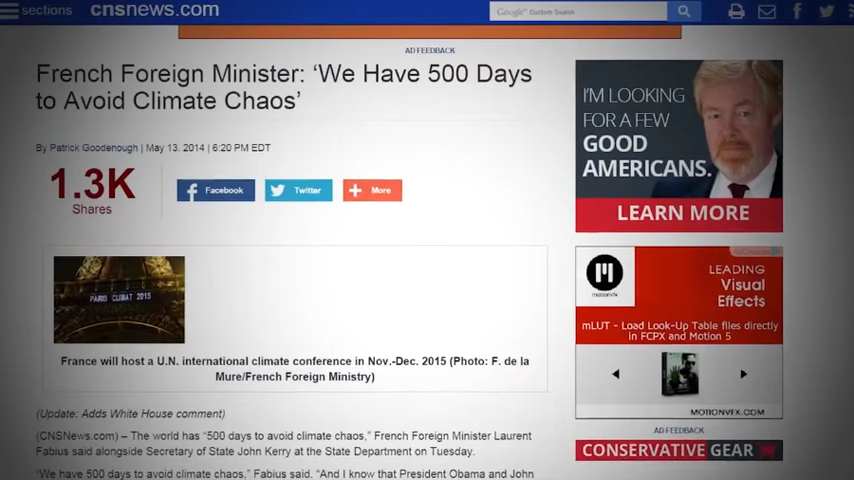 sections
cnsnews.com
Google Custom Search
AD FEEDBACK
French Foreign Minister: ‘We Have 500 Days
to Avoid Climate Chaos’
By Patrick Goodenough | May 13, 2014 | 6:20 PM EDT
1.3K
Shares
Facebook
Twitter
More
PARIS CLIMAT 2015
France will host a U.N. international climate conference in Nov.-Dec. 2015 (Photo: F. de la
Mure/French Foreign Ministry)
(Update: Adds White House comment)
(CNSNews.com) – The world has “500 days to avoid climate chaos,” French Foreign Minister Laurent
Fabius said alongside Secretary of State John Kerry at the State Department on Tuesday.
“We have 500 days to avoid climate chaos,” Fabius said. “And I know that President Obama and John
I'M LOOKING
FOR A FEW
GOOD
AMERICANS.
LEARN MORE
AdChoices
motionvfx
LEADING
Visual
Effects
mLUT - Load Look-Up Table files directly
in FCPX and Motion 5
MOTIONVFX.COM
AD FEEDBACK
CONSERVATIVE GEAR